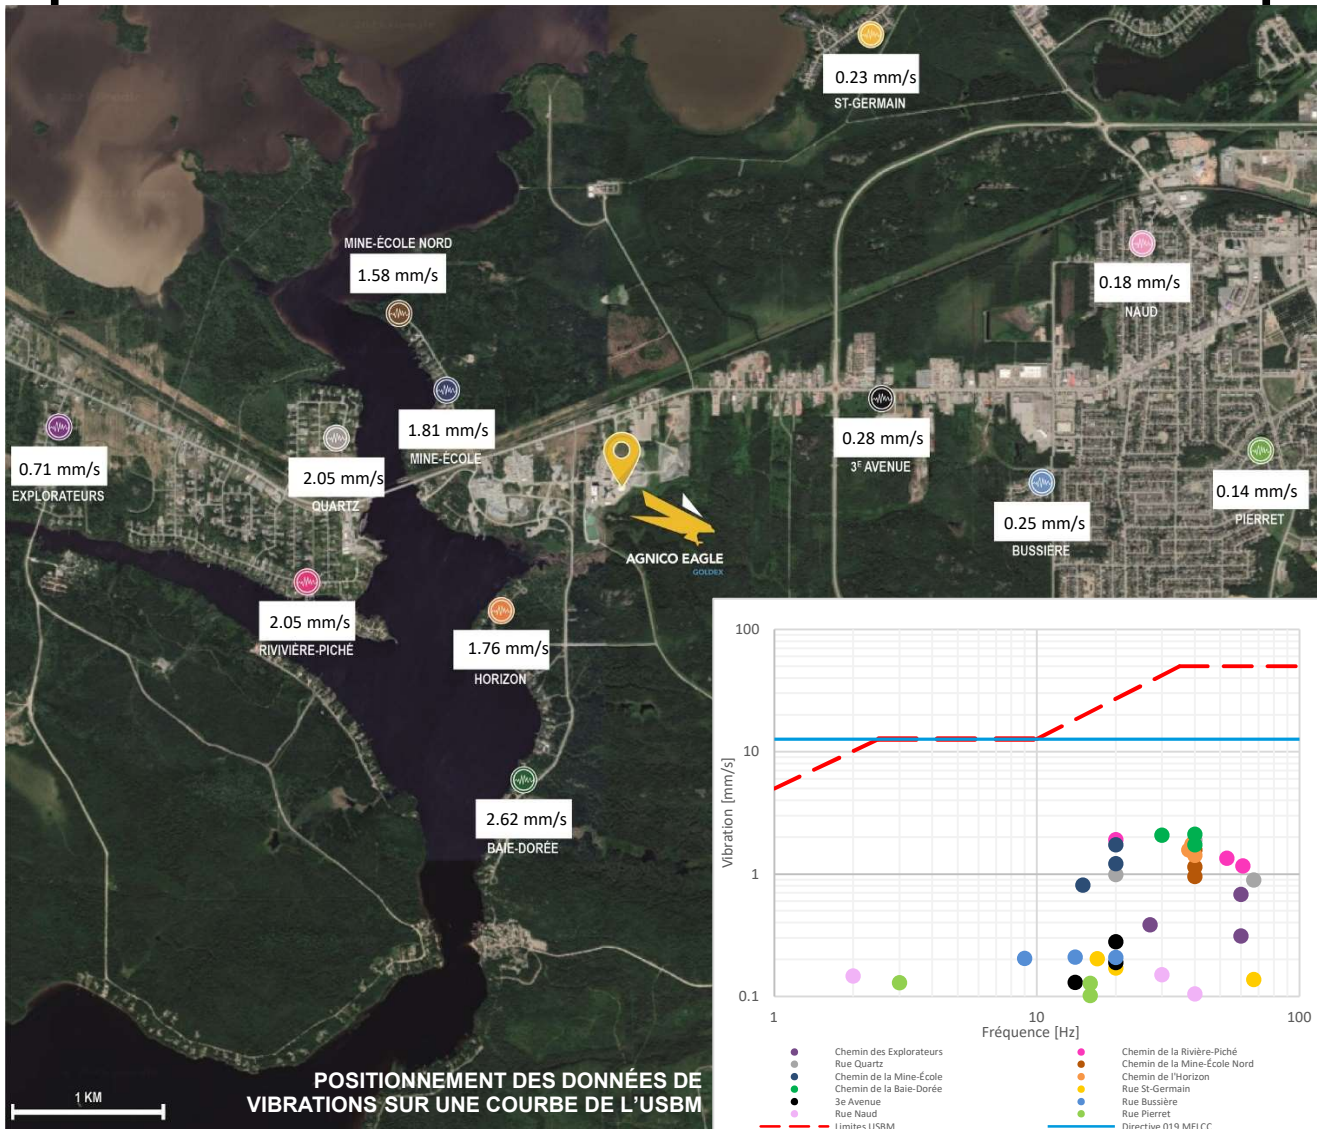 0.23 mm/s
ST-GERMAIN
MINE-ÉCOLE NORD
1.58 mm/s
0.18 mm/s
NAUD
1.81 mm/s
MINE-ÉCOLE
0.71 mm/s
EXPLORATEURS
2.05 mm/s
QUARTZ
0.28 mm/s
3E AVENUE
0.25 mm/s
BUSSIÈRE
0.14 mm/s
PIERRET
AGNICO EAGLE
GOLDEX
2.05 mm/s
RIVIVIÈRE-PICHÉ
1.76 mm/s
HORIZON
2.62 mm/s
BAIE-DORÉE
POSITIONNEMENT DES DONNÉES DE
VIBRATIONS SUR UNE COURBE DE L'USBM
1 KM
100
10
1
0.1
Vibration [mm/s]
1 10 100
Fréquence [Hz]
Chemin des Explorateurs
Chemin de la Rivière-Piché
Rue Quartz
Chemin de la Mine-École Nord
Chemin de la Mine-École
Chemin de l'Horizon
Chemin de la Baie-Dorée
Rue St-Germain
3e Avenue
Rue Bussière
Rue Naud
Rue Pierret
Limites USBM
Directive 019 MELCC